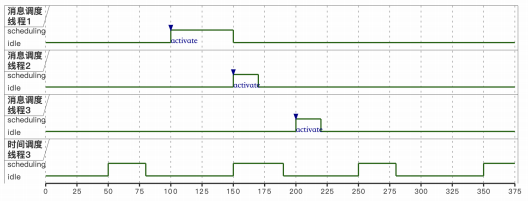 消息调度
线程1
scheduling
idle
activate
消息调度
线程2
scheduling
idle
activate
消息调度
线程3
scheduling
idle
activate
时间调度
线程3
scheduling
idle
0 25 50 75 100 125 150 175 200 225 250 275 300 325 350 375